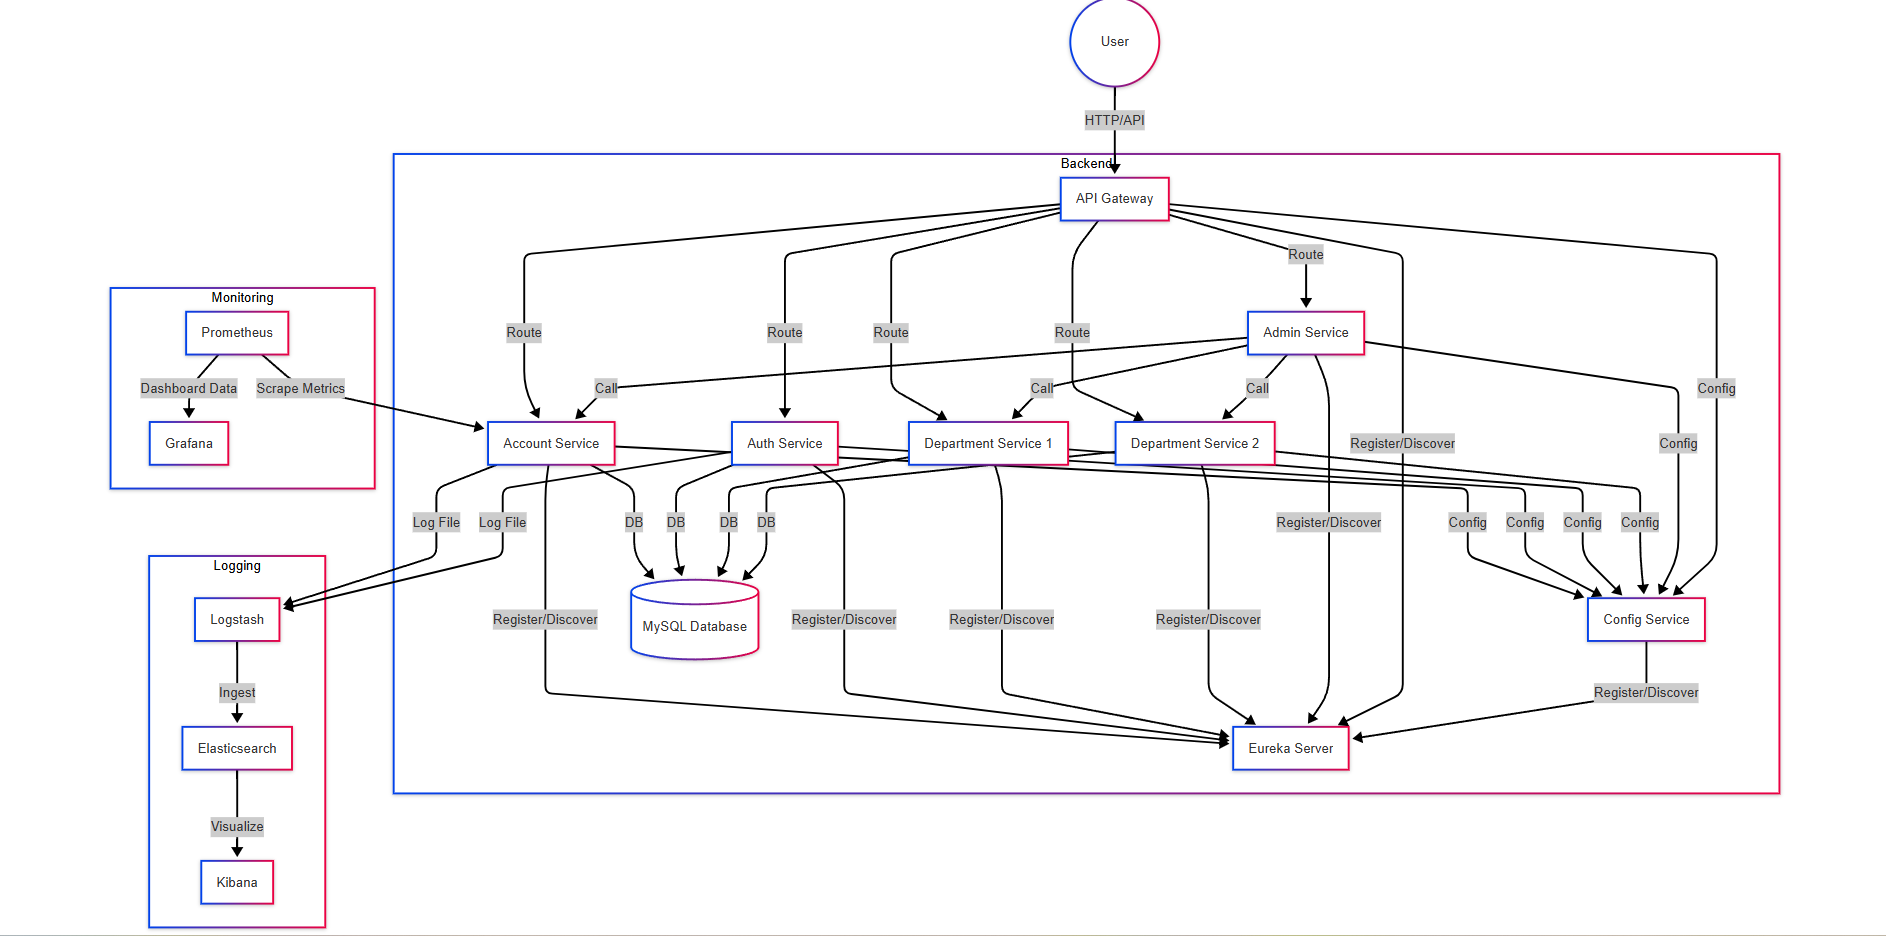 User
HTTP/API
Backend
API Gateway
Route
Monitoring
Prometheus
Route
Route
Route
Route
Admin Service
Dashboard Data
Scrape Metrics
Call
Call
Call
Config
Grafana
Account Service
Auth Service
Department Service 1
Department Service 2
Register/Discover
Config
Log File
Log File
DB
DB
DB
DB
Register/Discover
Config
Config
Config
Config
Logging
Logstash
Register/Discover
MySQL Database
Register/Discover
Register/Discover
Register/Discover
Config Service
Ingest
Register/Discover
Elasticsearch
Eureka Server
Visualize
Kibana